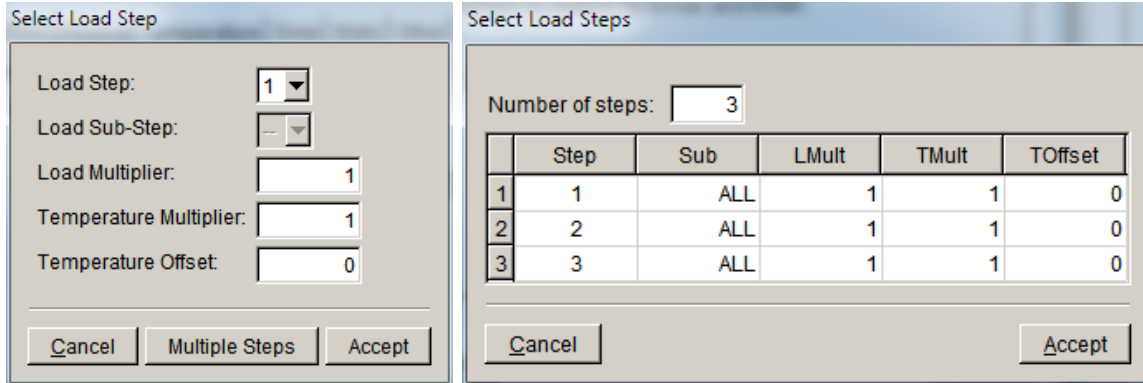 Select Load Step
Load Step: 1
Load Sub-Step: --
Load Multiplier: 1
Temperature Multiplier: 1
Temperature Offset: 0
Cancel Multiple Steps Accept
Select Load Steps
Number of steps: 3
Step Sub LMult TMult TOffset
1 1 ALL 1 1 0
2 2 ALL 1 1 0
3 3 ALL 1 1 0
Cancel Accept